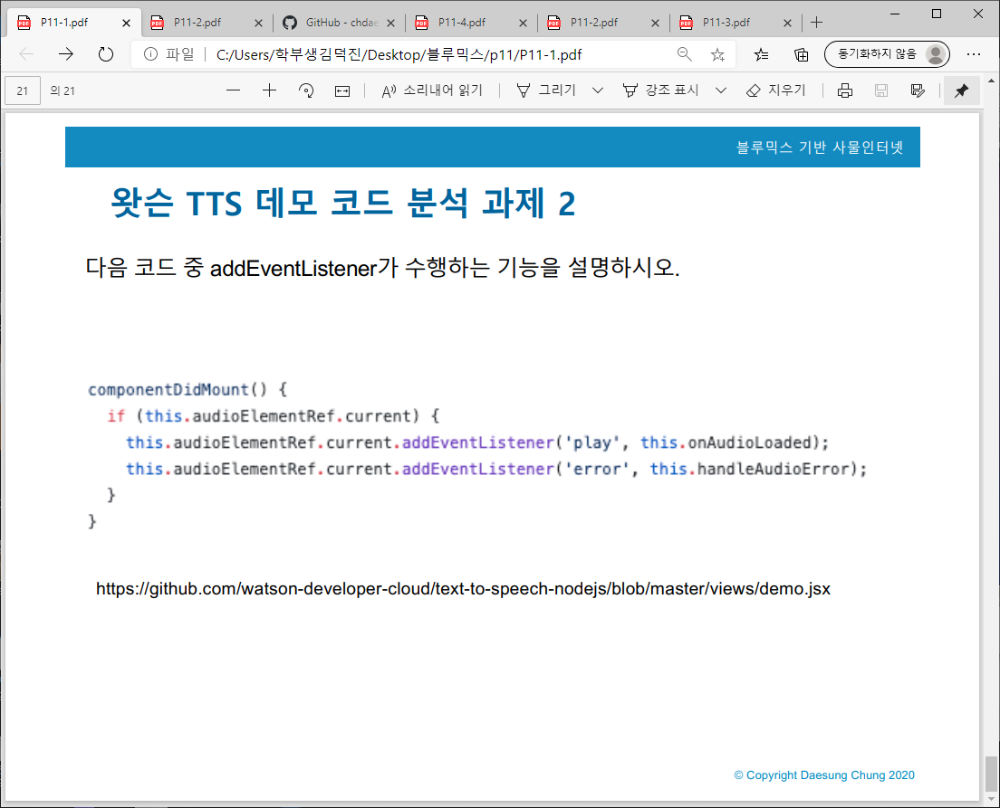 P11-1.pdf
P11-2.pdf
GitHub - chdae
P11-4.pdf
P11-2.pdf
P11-3.pdf
파일
C:/Users/학부생김덕진/Desktop/블루믹스/p11/P11-1.pdf
동기화하지 않음
21 의 21
소리내어 읽기
그리기
강조 표시
지우기
블루믹스 기반 사물인터넷
왓슨 TTS 데모 코드 분석 과제 2
다음 코드 중 addEventListener가 수행하는 기능을 설명하시오.
componentDidMount() {
if (this.audioElementRef.current) {
this.audioElementRef.current.addEventListener('play', this.onAudioLoaded);
this.audioElementRef.current.addEventListener('error', this.handleAudioError);
}
}
https://github.com/watson-developer-cloud/text-to-speech-nodejs/blob/master/views/demo.jsx
© Copyright Daesung Chung 2020